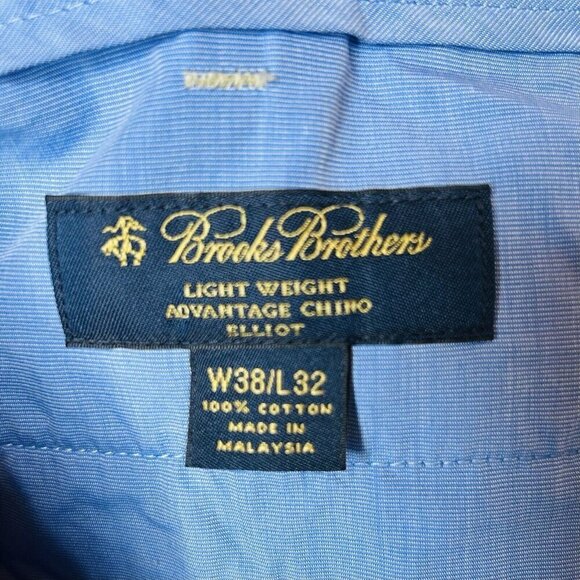 Brooks Brothers
LIGHT WEIGHT
ADVANTAGE CHINO
ELLIOT
W38/L32
100% COTTON
MADE IN
MALAYSIA